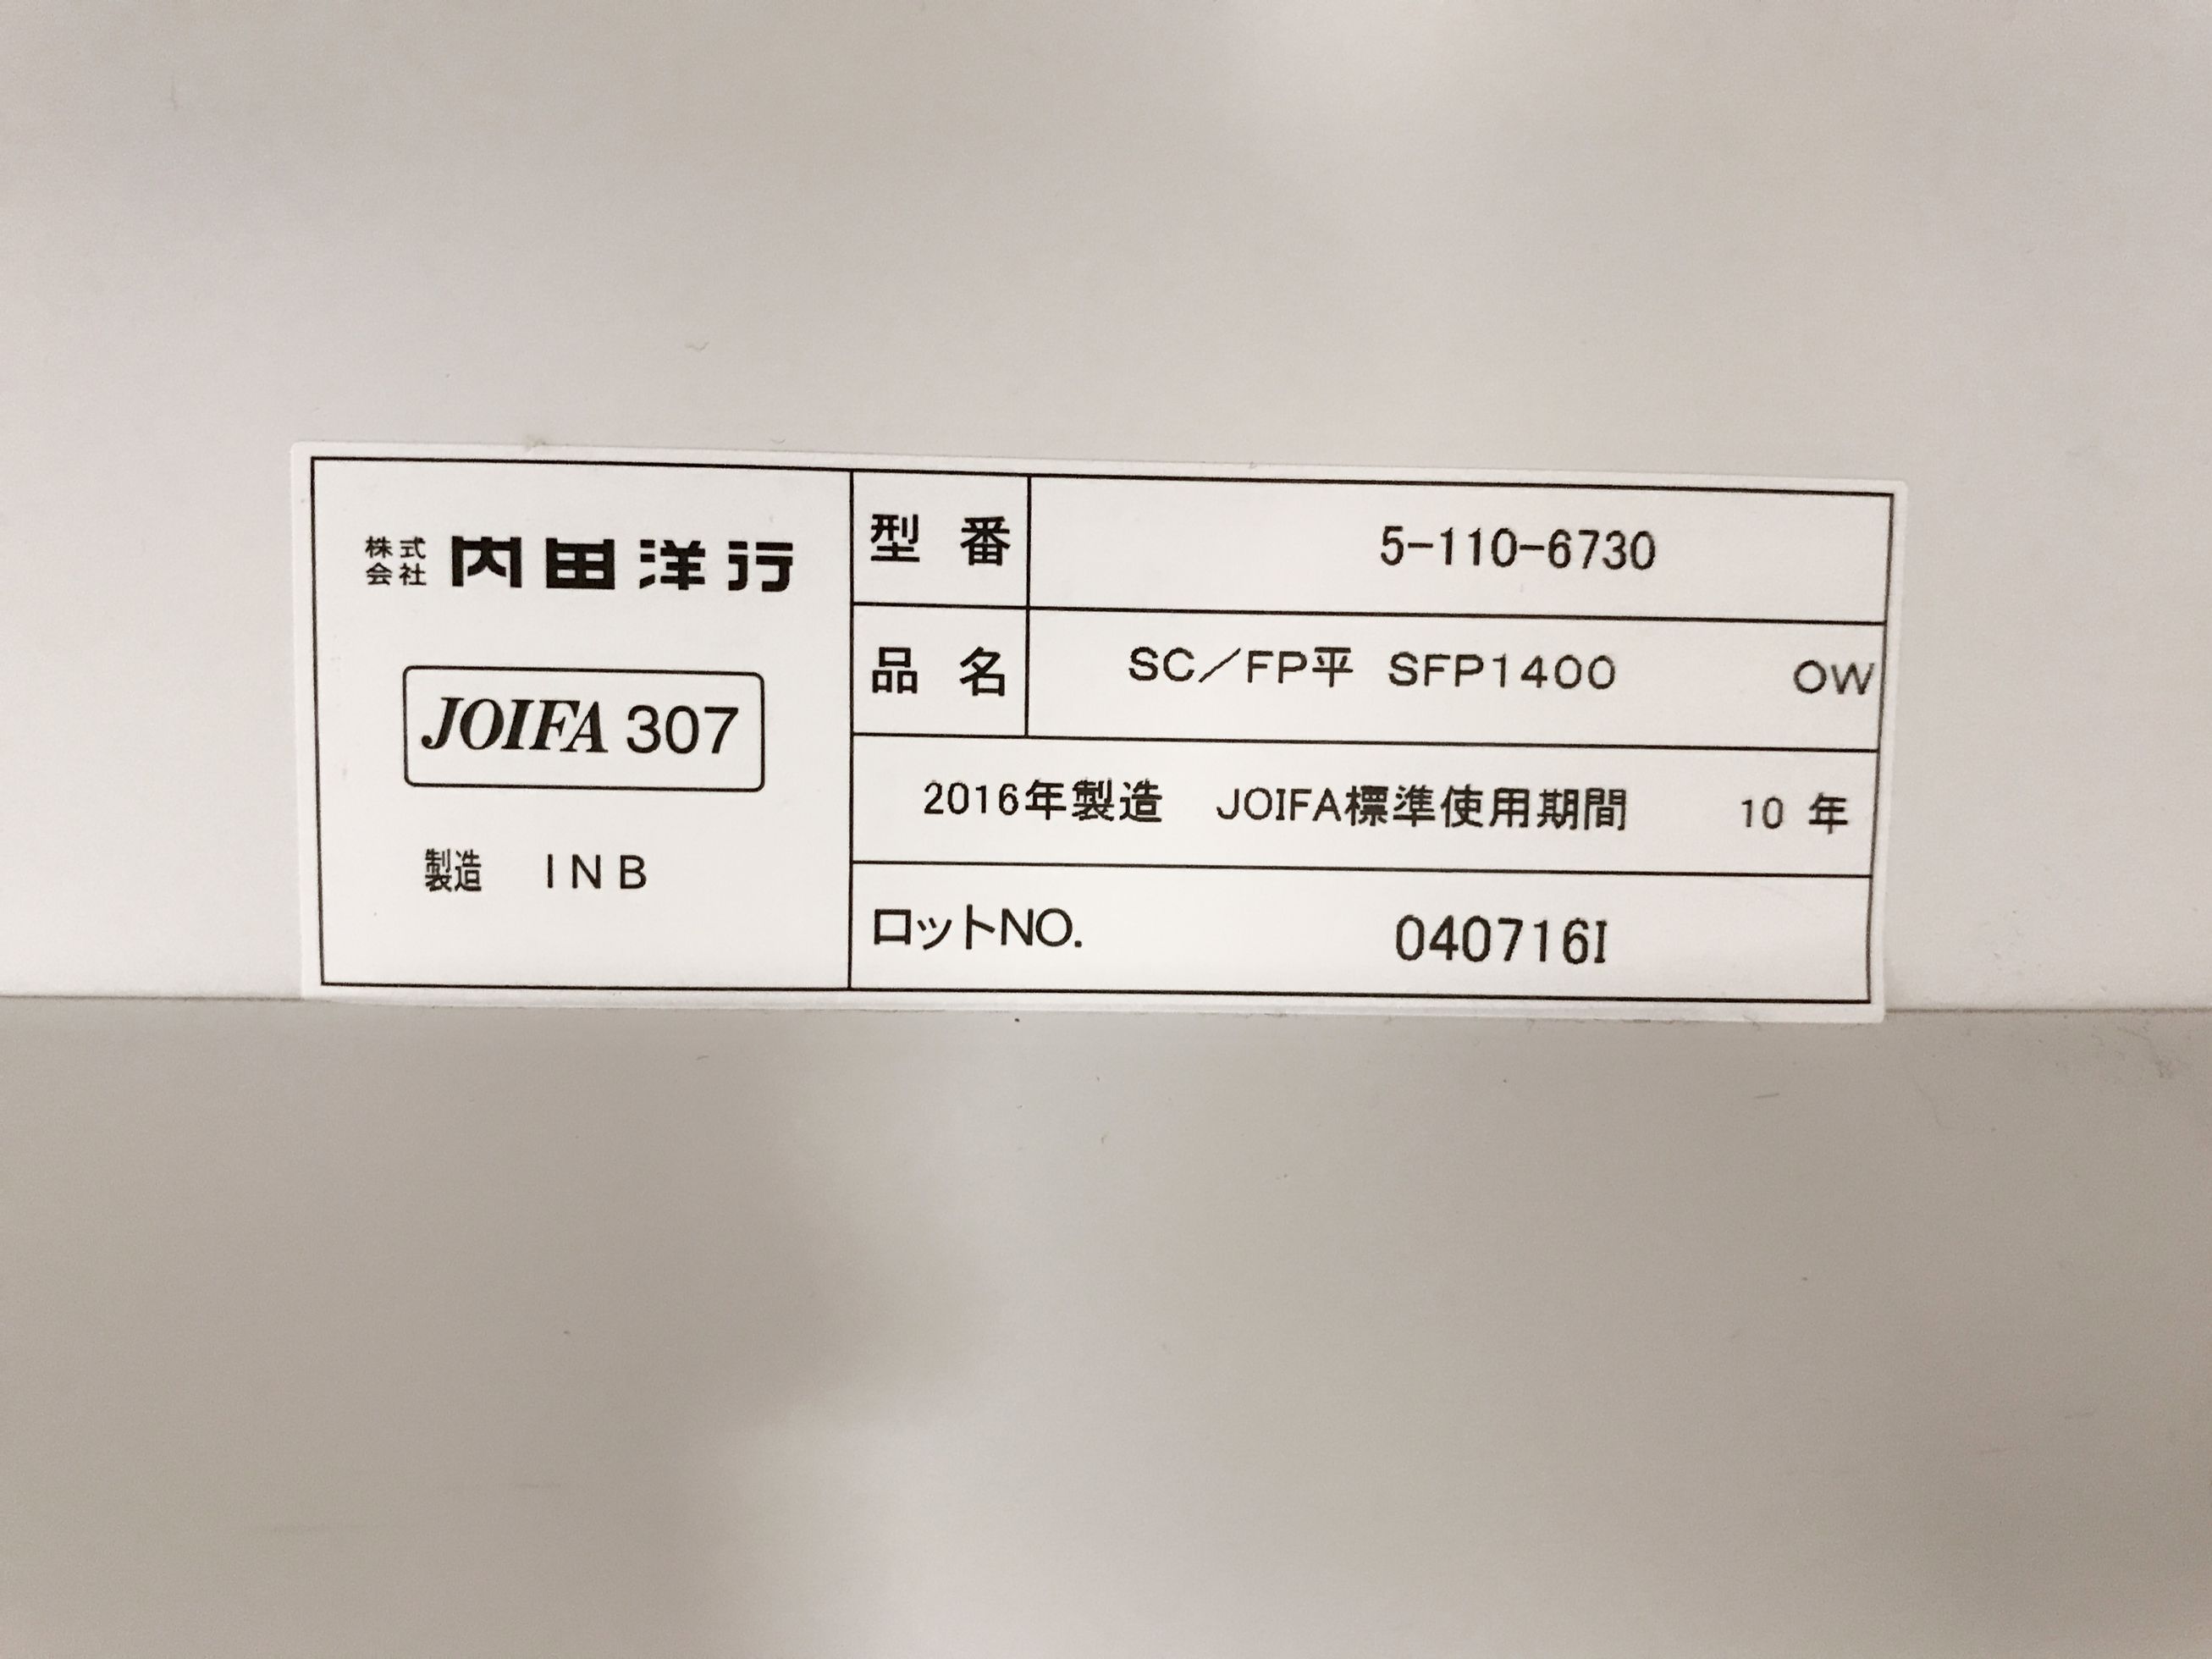 株式会社 内田洋行
JOIFA 307
製造 INB
型番 5-110-6730
品名 SC/FP平 SFP1400 OW
2016年製造 JOIFA標準使用期間 10年
ロットNO. 040716I